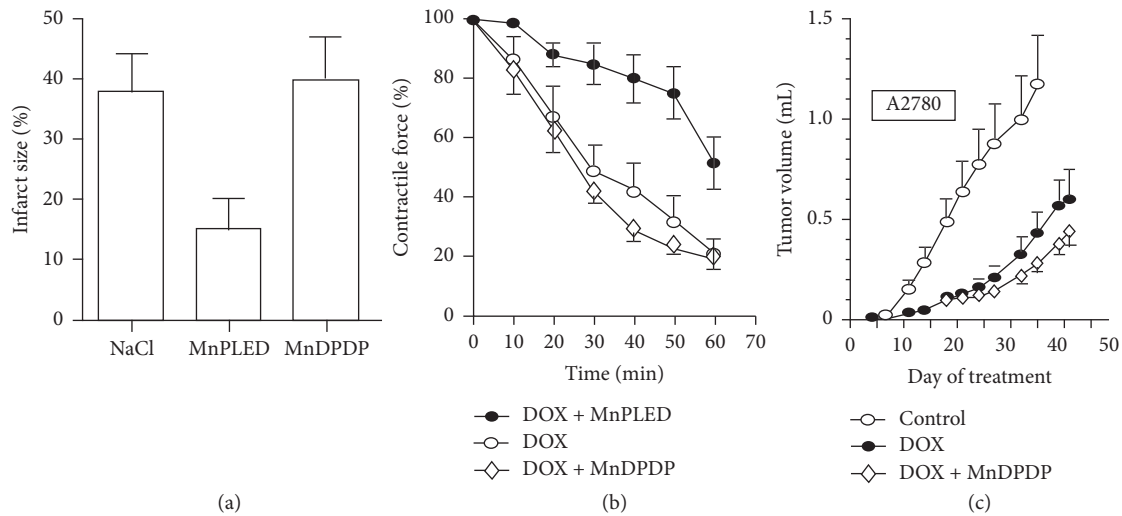 50
40
30
20
10
0
Infarct size (%)
NaCl
MnPLED
MnDPDP
(a)
100
80
60
40
20
0
Contractile force (%)
0 10 20 30 40 50 60 70
Time (min)
DOX + MnPLED
DOX
DOX + MnDPDP
(b)
1.5
1.0
0.5
0
Tumor volume (mL)
A2780
0 10 20 30 40 50
Day of treatment
Control
DOX
DOX + MnDPDP
(c)